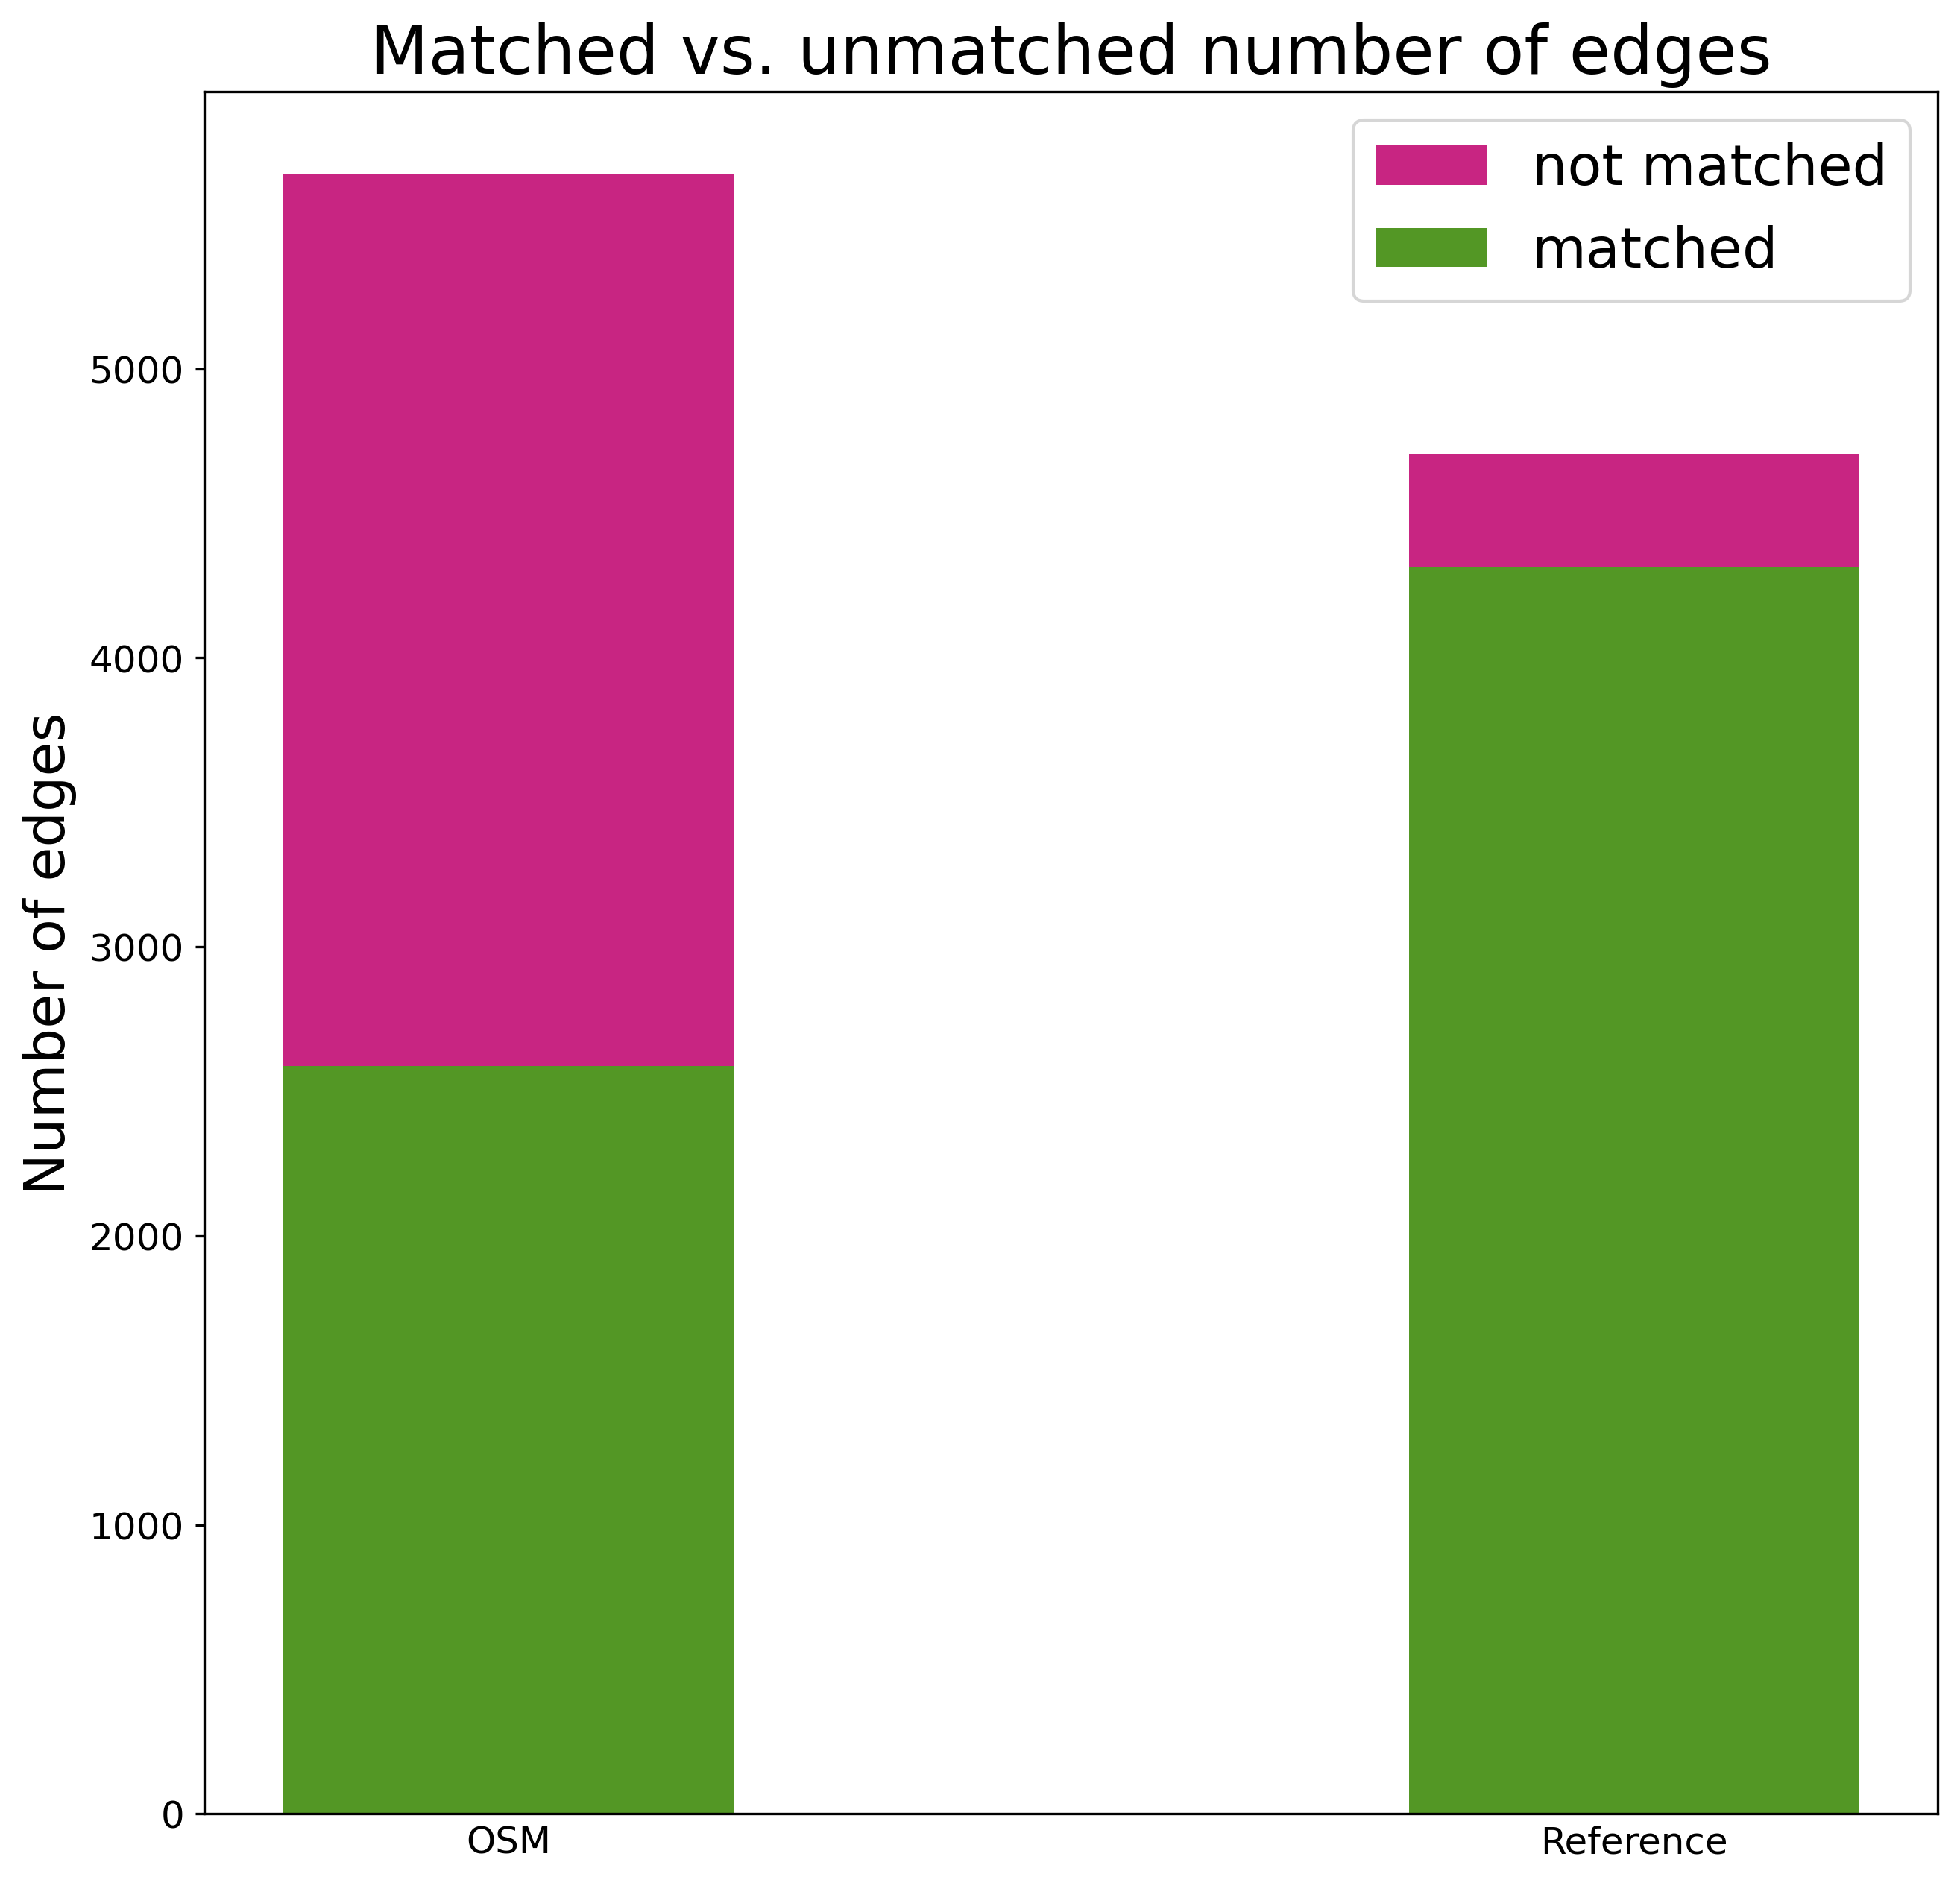 Matched vs. unmatched number of edges
not matched
matched
Number of edges
5000
4000
3000
2000
1000
0
OSM
Reference